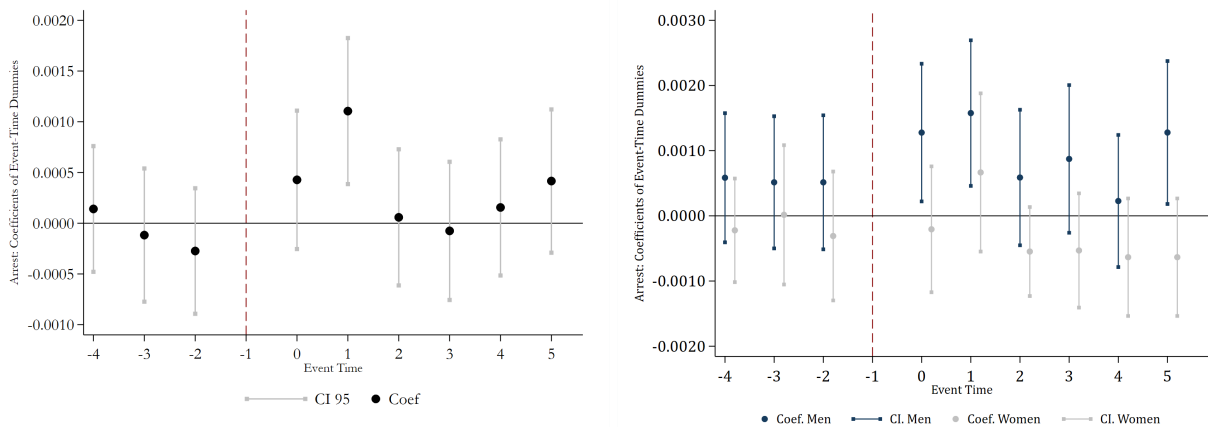 Arrest: Coefficients of Event-Time Dummies
0.0020
0.0015
0.0010
0.0005
0.0000
-0.0005
-0.0010
-4 -3 -2 -1 0 1 2 3 4 5
Event Time
CI 95 Coef
Arrest: Coefficients of Event-Time Dummies
0.0030
0.0020
0.0010
0.0000
-0.0010
-0.0020
-4 -3 -2 -1 0 1 2 3 4 5
Event Time
Coef. Men CI. Men Coef. Women CI. Women